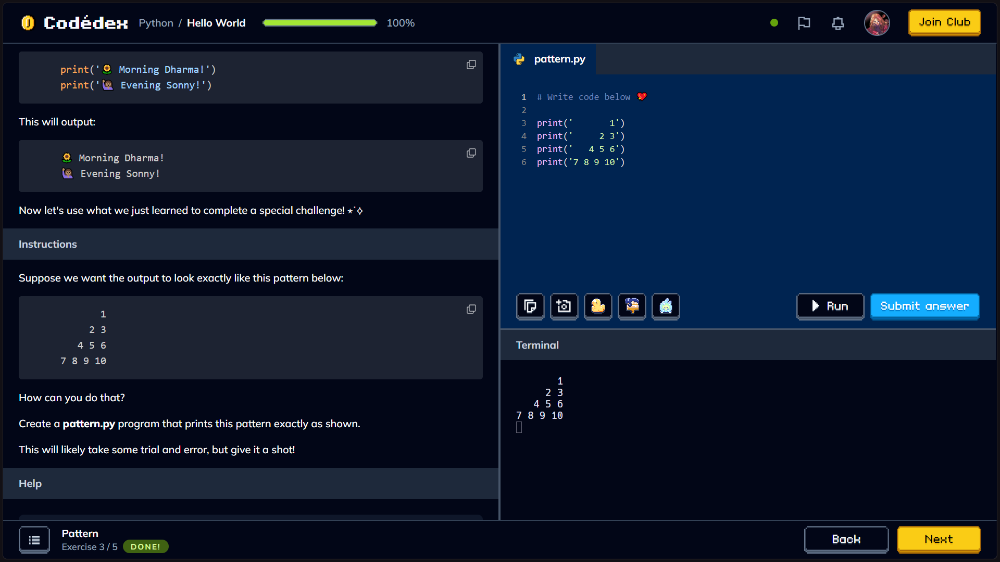 Codédex Python / Hello World 100% Join Club
print('🌻 Morning Dharma!')
print('🙋🏽 Evening Sonny!')
This will output:
🌻 Morning Dharma!
🙋🏽 Evening Sonny!
Now let's use what we just learned to complete a special challenge! ⋆˙⟡
Instructions
Suppose we want the output to look exactly like this pattern below:
       1
     2 3
   4 5 6
7 8 9 10
How can you do that?
Create a pattern.py program that prints this pattern exactly as shown.
This will likely take some trial and error, but give it a shot!
Help
pattern.py
1 # Write code below 💖
2
3 print('       1')
4 print('     2 3')
5 print('   4 5 6')
6 print('7 8 9 10')
Run Submit answer
Terminal
       1
     2 3
   4 5 6
7 8 9 10
Pattern
Exercise 3 / 5 DONE!
Back Next